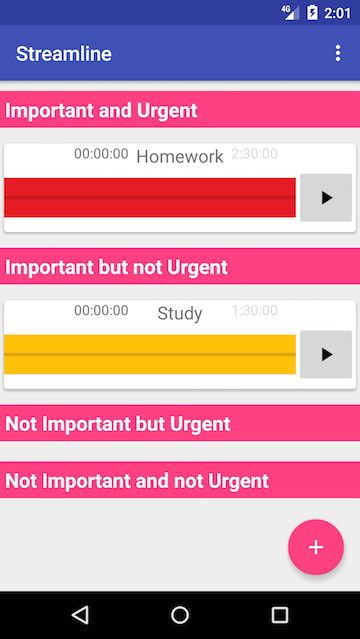 4G 2:01
Streamline
Important and Urgent
00:00:00 Homework 2:30:00
Important but not Urgent
00:00:00 Study 1:30:00
Not Important but Urgent
Not Important and not Urgent
+